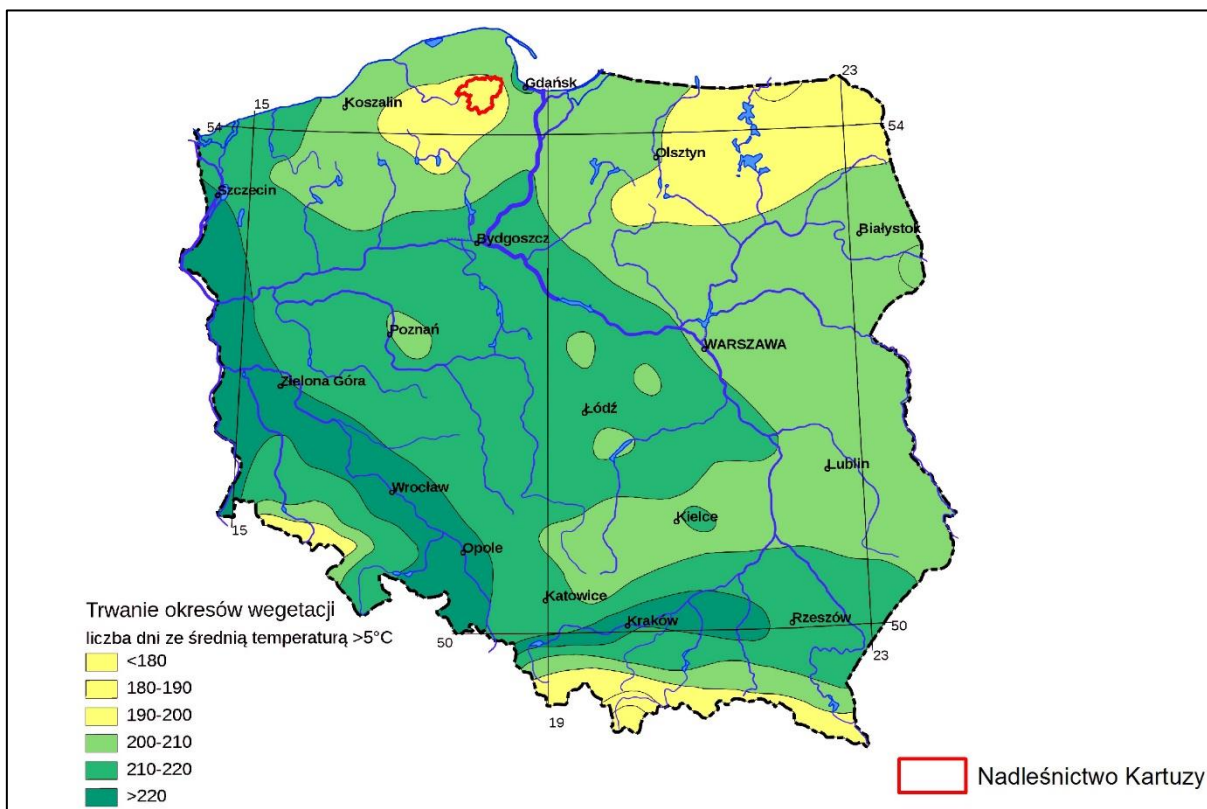 23
15
Gdańsk
Koszalin
54
54
Olsztyn
Szczecin
Białystok
Bydgoszcz
Poznań
WARSZAWA
Zielona Góra
Łódź
Lublin
Wrocław
Kielce
15
Opole
Katowice
Kraków
Rzeszów
50
50
23
19
Trwanie okresów wegetacji
liczba dni ze średnią temperaturą >5°C
<180
180-190
190-200
200-210
210-220
>220
Nadleśnictwo Kartuzy